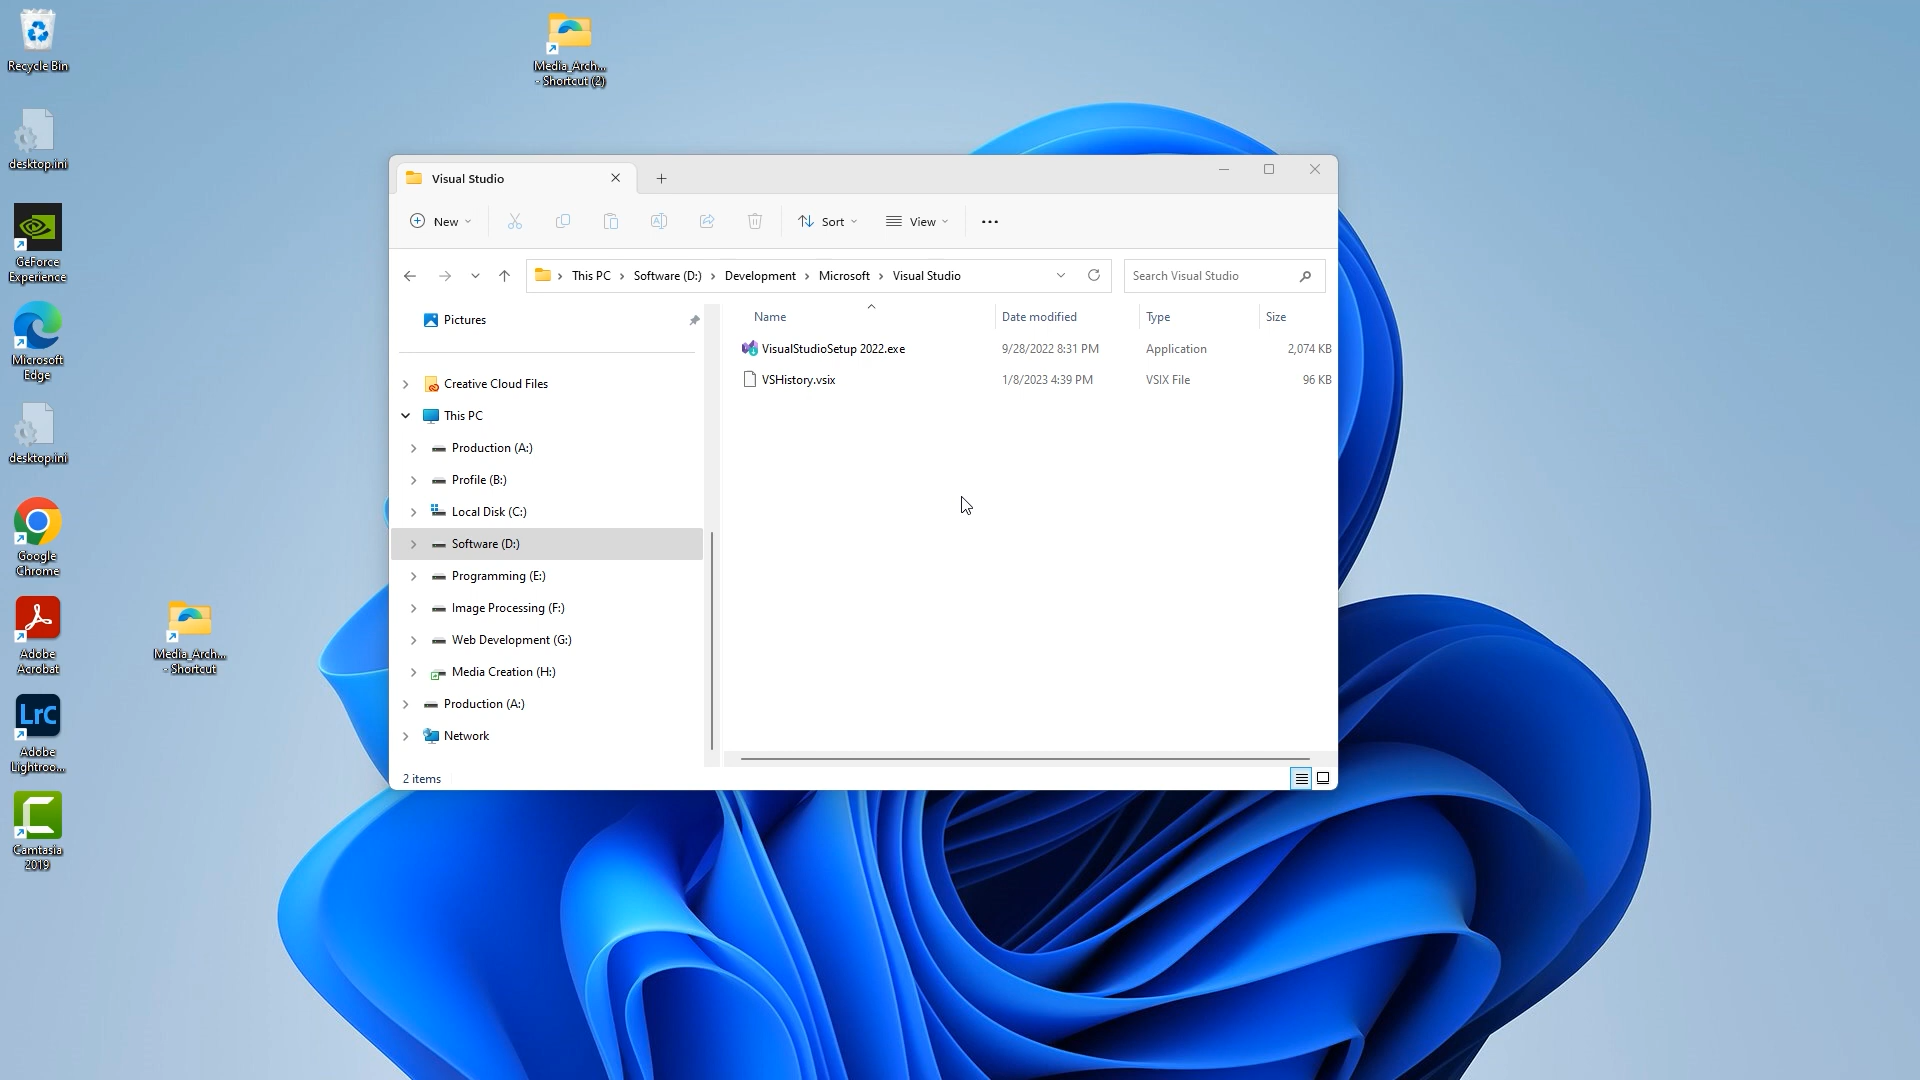 Recycle Bin
desktop.ini
GeForce
Experience
Microsoft
Edge
desktop.ini
Google
Chrome
Adobe
Acrobat
Adobe
Lightroo...
Camtasia
2019
Media_Arch...
- Shortcut
Media_Arch...
- Shortcut (2)
Visual Studio
New
Sort
View
This PC
Software (D:)
Development
Microsoft
Visual Studio
Search Visual Studio
Pictures
Creative Cloud Files
This PC
Production (A:)
Profile (B:)
Local Disk (C:)
Software (D:)
Programming (E:)
Image Processing (F:)
Web Development (G:)
Media Creation (H:)
Production (A:)
Network
Name Date modified Type Size
VisualStudioSetup 2022.exe 9/28/2022 8:31 PM Application 2,074 KB
VSHistory.vsix 1/8/2023 4:39 PM VSIX File 96 KB
2 items
LrC